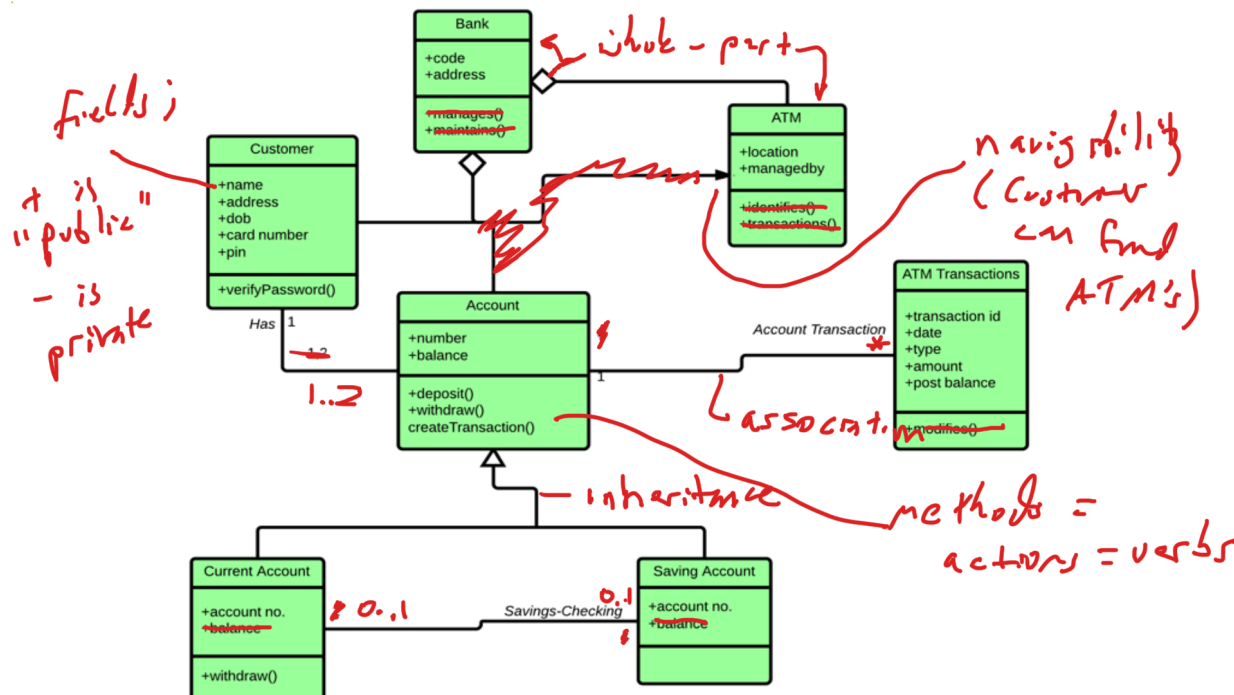 Bank
+code
+address
+manages()
+maintains()
whole - part
ATM
+location
+managedby
+identifies()
+transactions()
fields;
+ is
"public"
- is
private
Customer
+name
+address
+dob
+card number
+pin
+verifyPassword()
navigability
(Customer
can find
ATM's)
Has
1
1,2
1..2
Account
+number
+balance
+deposit()
+withdraw()
createTransaction()
1
Account Transaction
*
association
ATM Transactions
+transaction id
+date
+type
+amount
+post balance
+modifies()
inheritance
methods =
actions = verbs
Current Account
+account no.
+balance
+withdraw()
0..1
Savings-Checking
0..1
Saving Account
+account no.
+balance